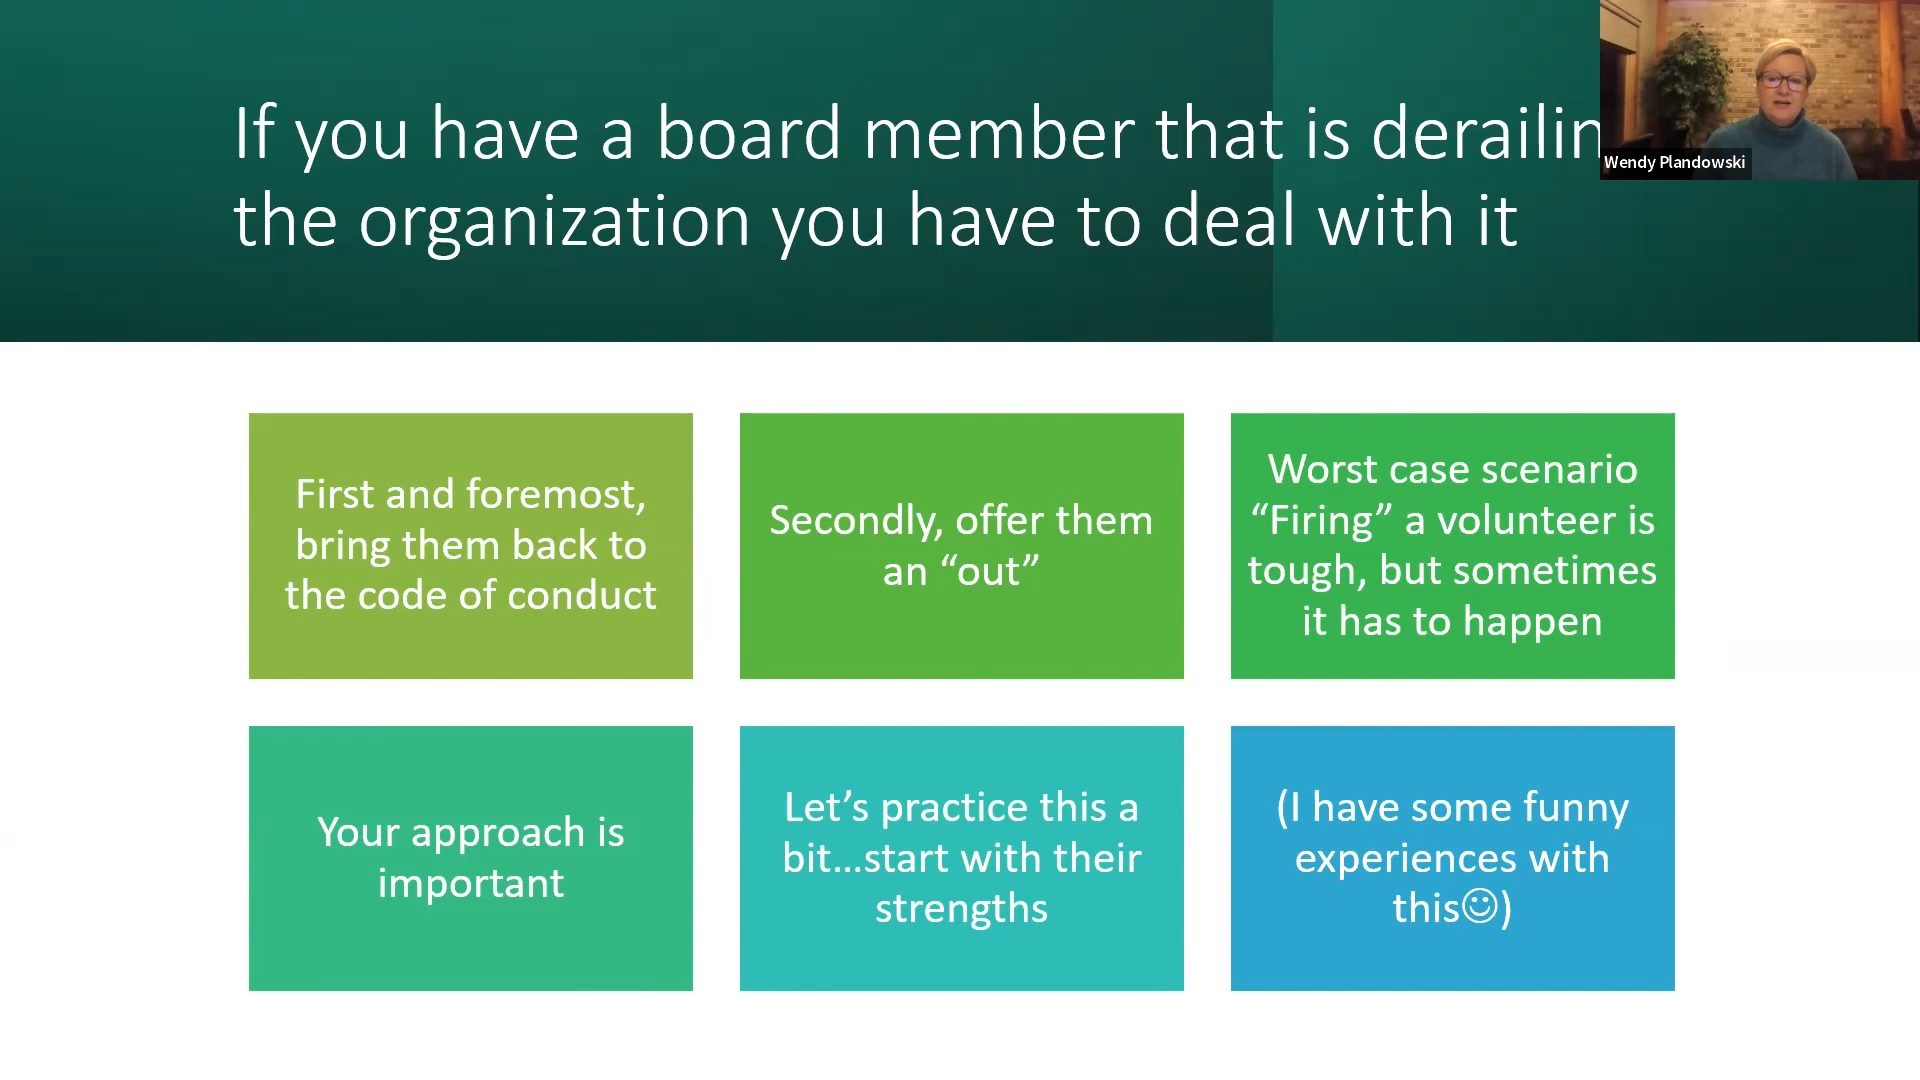 If you have a board member that is derailin
the organization you have to deal with it
Wendy Plandowski
First and foremost,
bring them back to
the code of conduct
Secondly, offer them
an “out”
Worst case scenario
“Firing” a volunteer is
tough, but sometimes
it has to happen
Your approach is
important
Let’s practice this a
bit...start with their
strengths
(I have some funny
experiences with
this☺)